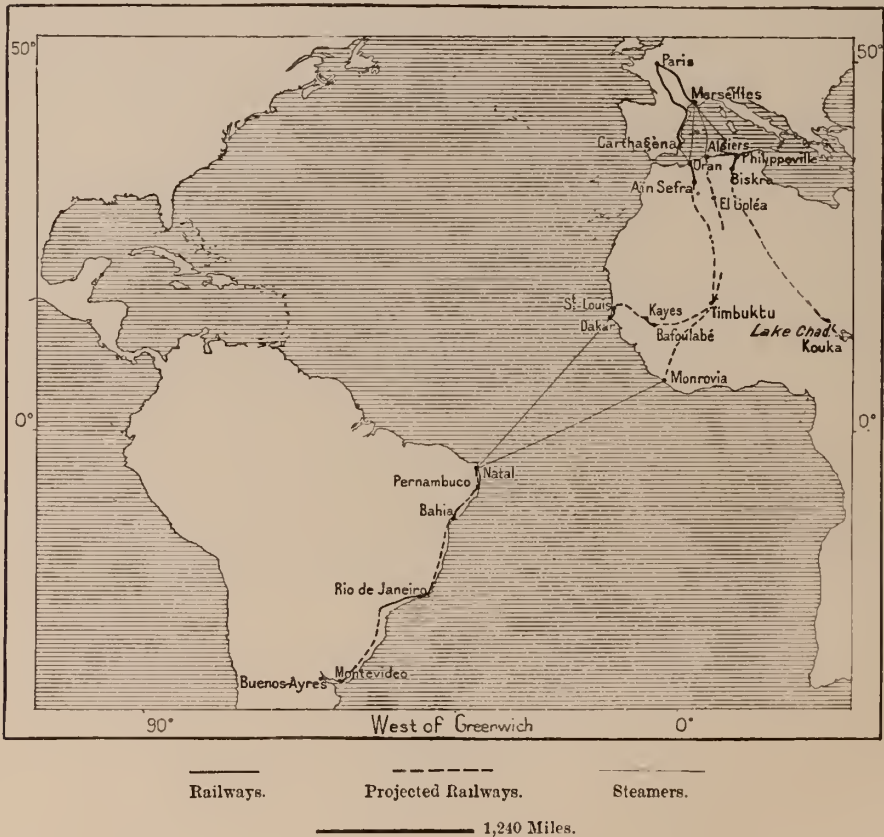 50° 50°
Paris
Marseilles
Carthagena
Algiers
Philippeville
Oran
Biskra
Aïn Sefra
El Goléa
St. Louis
Kayes
Timbuktu
Dakar
Bafoulabé
Lake Chad
Kouka
Monrovia
0° 0°
Natal
Pernambuco
Bahia
Rio de Janeiro
Montevideo
Buenos-Ayres
90° West of Greenwich 0°
Railways. Projected Railways. Steamers.
1,240 Miles.